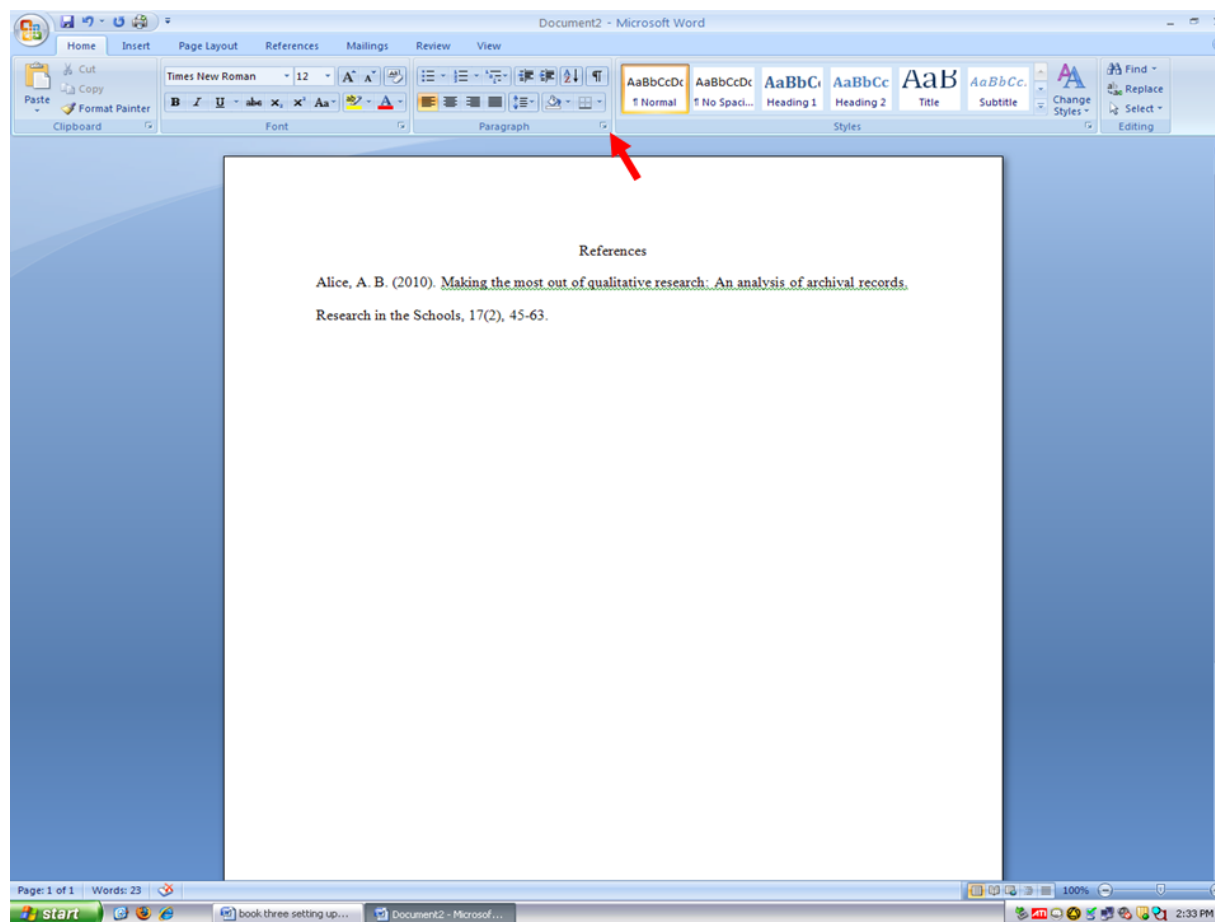 Document2 - Microsoft Word
Home Insert Page Layout References Mailings Review View
Paste
Cut
Copy
Format Painter
Clipboard
Times New Roman 12
B I U abc x₂ x² Aa
Font
Paragraph
AaBbCcDc AaBbCcDc AaBbC AaBbCc AaB AaBbCc.
¶ Normal ¶ No Spaci... Heading 1 Heading 2 Title Subtitle
Change Styles
Styles
Find
Replace
Select
Editing
References
Alice, A. B. (2010). Making the most out of qualitative research: An analysis of archival records.
Research in the Schools, 17(2), 45-63.
Page: 1 of 1 Words: 23 100%
start book three setting up... Document2 - Microsof... ATI 2:33 PM